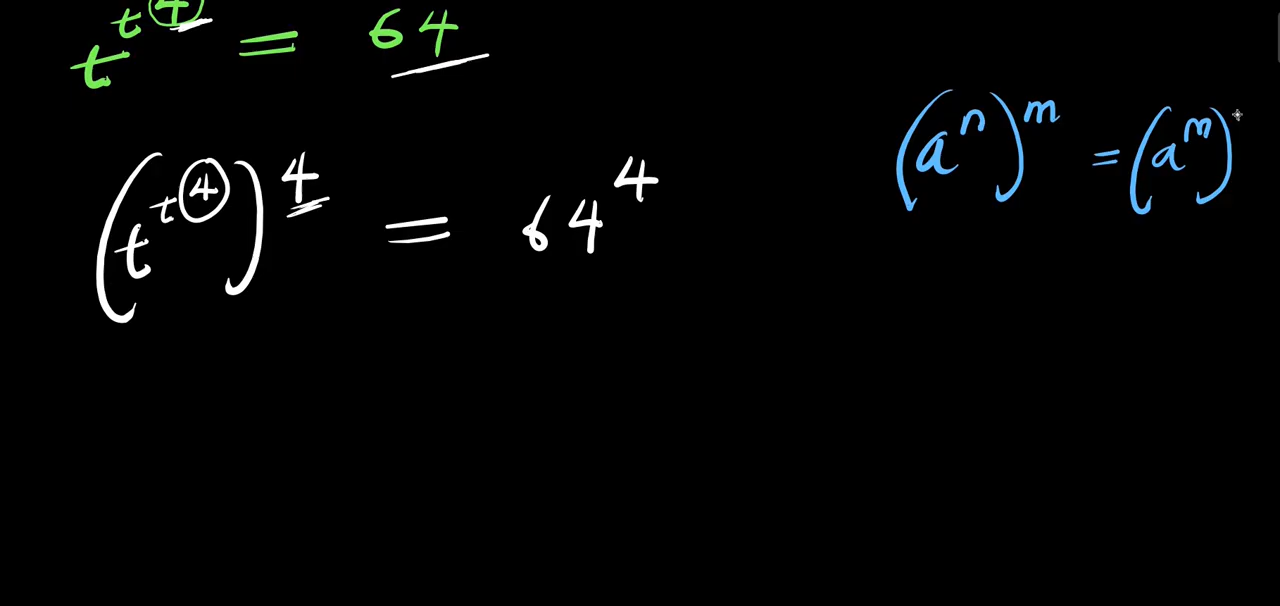 t^{t^4} = 64
(t^{t^4})^4 = 64^4
(a^n)^m = (a^m)